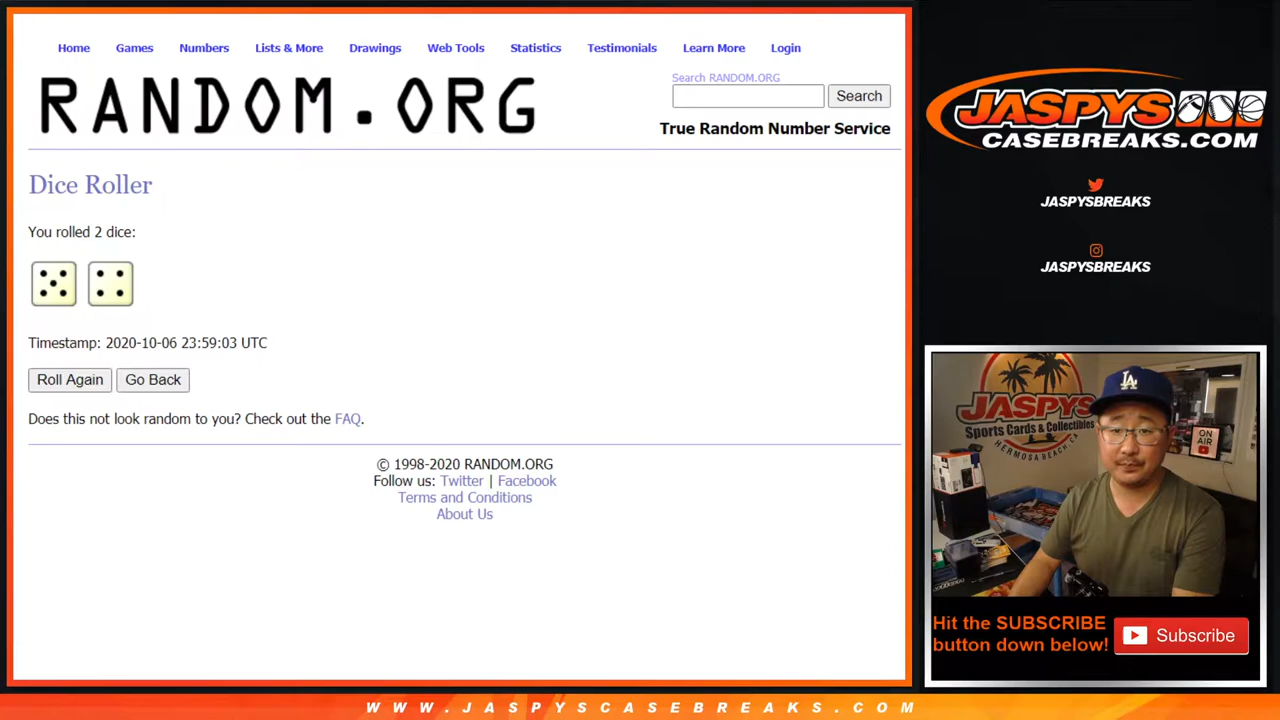 Home Games Numbers Lists & More Drawings Web Tools Statistics Testimonials Learn More Login
RANDOM.ORG
Search RANDOM.ORG
Search
True Random Number Service
Dice Roller
You rolled 2 dice:
Timestamp: 2020-10-06 23:59:03 UTC
Roll Again Go Back
Does this not look random to you? Check out the FAQ.
© 1998-2020 RANDOM.ORG
Follow us: Twitter | Facebook
Terms and Conditions
About Us
JASPYS
CASEBREAKS.COM
JASPYSBREAKS
JASPYSBREAKS
JASPYS
Sports Cards & Collectibles
HERMOSA BEACH, CA
LA
ON
AIR
Hit the SUBSCRIBE
button down below!
Subscribe
WWW.JASPYSCASEBREAKS.COM